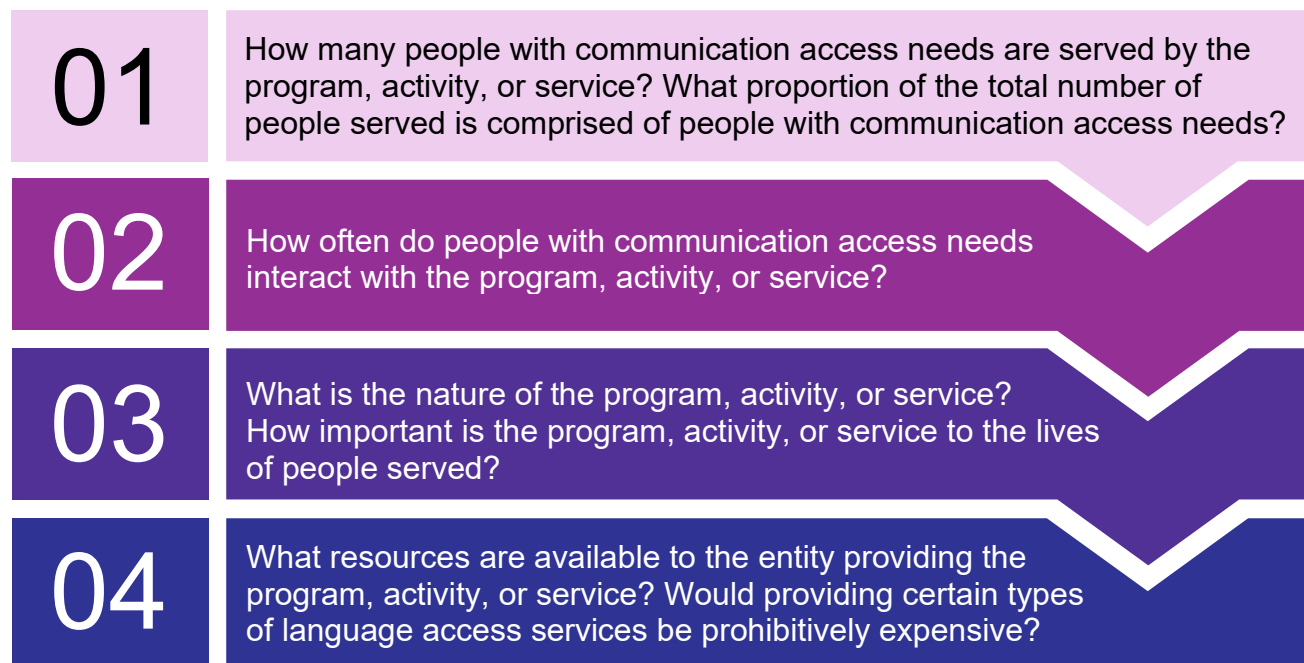 01
How many people with communication access needs are served by the
program, activity, or service? What proportion of the total number of
people served is comprised of people with communication access needs?
02
How often do people with communication access needs
interact with the program, activity, or service?
03
What is the nature of the program, activity, or service?
How important is the program, activity, or service to the lives
of people served?
04
What resources are available to the entity providing the
program, activity, or service? Would providing certain types
of language access services be prohibitively expensive?